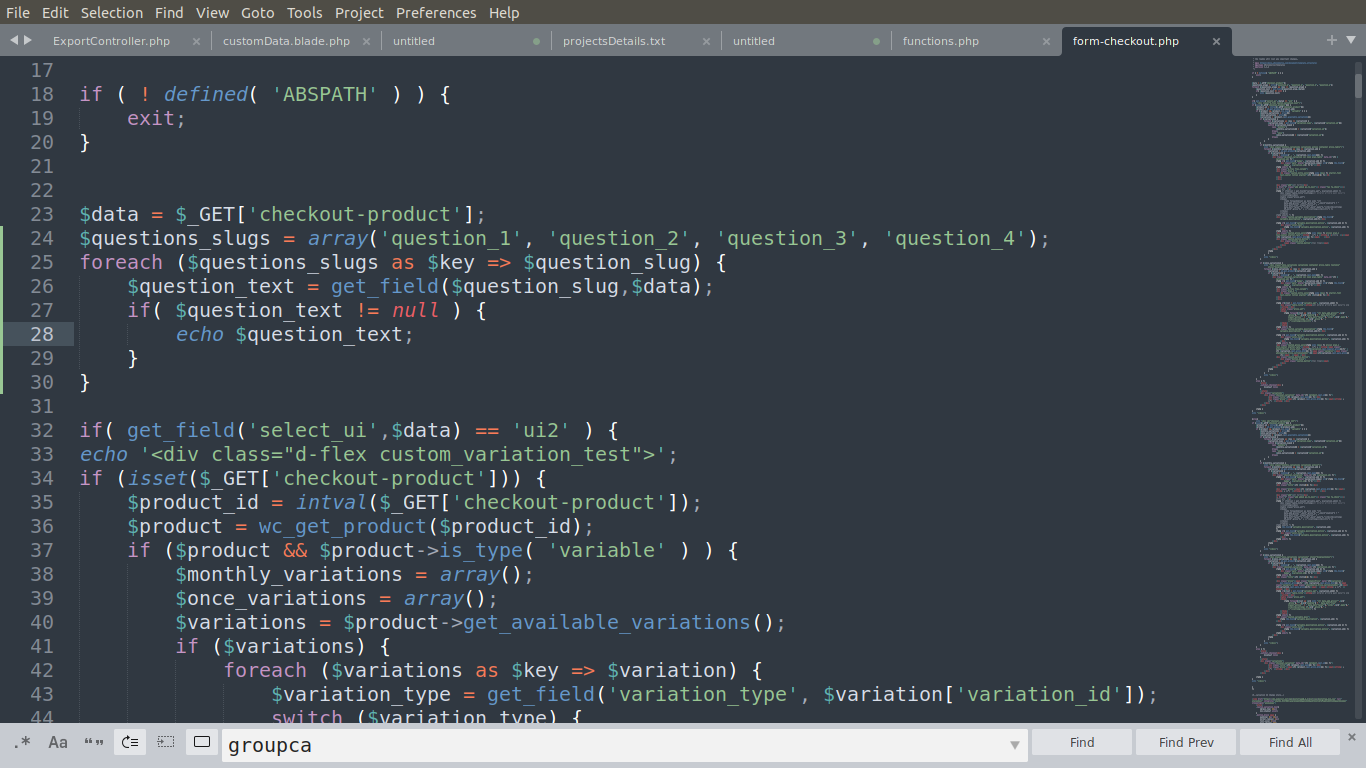 File Edit Selection Find View Goto Tools Project Preferences Help
ExportController.php × customData.blade.php × untitled projectsDetails.txt × untitled functions.php × form-checkout.php × +
17
18 if ( ! defined( 'ABSPATH' ) ) {
19 exit;
20 }
21
22
23 $data = $_GET['checkout-product'];
24 $questions_slugs = array('question_1', 'question_2', 'question_3', 'question_4');
25 foreach ($questions_slugs as $key => $question_slug) {
26 $question_text = get_field($question_slug,$data);
27 if( $question_text != null ) {
28 echo $question_text;
29 }
30 }
31
32 if( get_field('select_ui',$data) == 'ui2' ) {
33 echo '<div class="d-flex custom_variation_test">';
34 if (isset($_GET['checkout-product'])) {
35 $product_id = intval($_GET['checkout-product']);
36 $product = wc_get_product($product_id);
37 if ($product && $product->is_type( 'variable' ) ) {
38 $monthly_variations = array();
39 $once_variations = array();
40 $variations = $product->get_available_variations();
41 if ($variations) {
42 foreach ($variations as $key => $variation) {
43 $variation_type = get_field('variation_type', $variation['variation_id']);
44 switch ($variation_type) {
.* Aa “” groupca Find Find Prev Find All ×